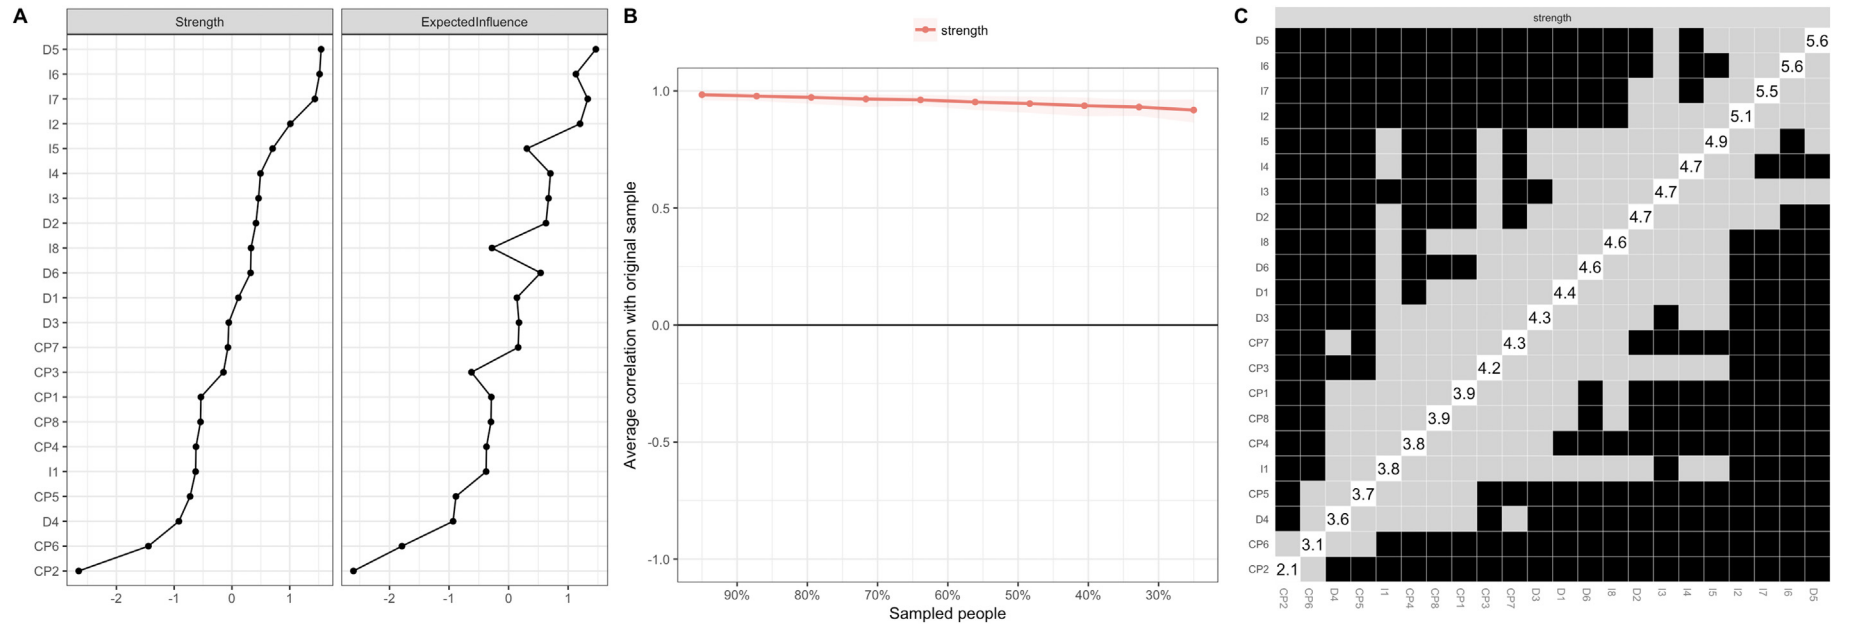 A
Strength
ExpectedInfluence
D5
I6
I7
I2
I5
I4
I3
D2
I8
D6
D1
D3
CP7
CP3
CP1
CP8
CP4
I1
CP5
D4
CP6
CP2
-2 -1 0 1
-2 -1 0 1
B
strength
Average correlation with original sample
1.0
0.5
0.0
-0.5
-1.0
90% 80% 70% 60% 50% 40% 30%
Sampled people
C
strength
D5 5.6
I6 5.6
I7 5.5
I2 5.1
I5 4.9
I4 4.7
I3 4.7
D2 4.7
I8 4.6
D6 4.6
D1 4.4
D3 4.3
CP7 4.3
CP3 4.2
CP1 3.9
CP8 3.9
CP4 3.8
I1 3.8
CP5 3.7
D4 3.6
CP6 3.1
CP2 2.1
CP2 CP6 D4 CP5 I1 CP4 CP8 CP1 CP3 CP7 D3 D1 D6 I8 D2 I3 I4 I5 I2 I7 I6 D5